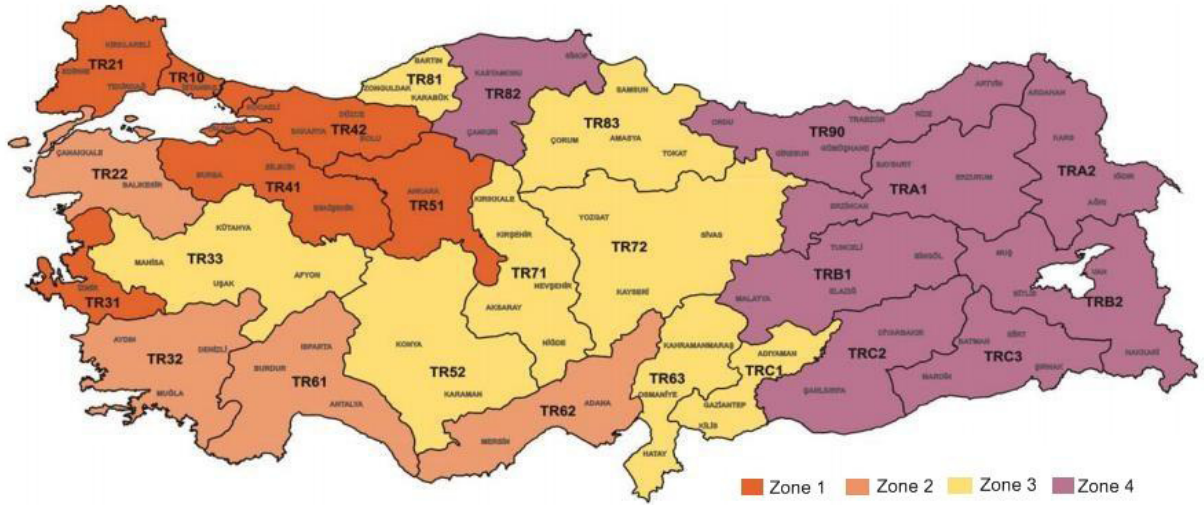 KIRKLARELİ
TR21
EDİRNE
TEKİRDAĞ
TR10
İSTANBUL
KOCAELİ
DÜZCE
SAKARYA
TR42
BOLU
BARTIN
ZONGULDAK
TR81
KARABÜK
KASTAMONU
SİNOP
TR82
ÇANKIRI
SAMSUN
TR83
ÇORUM
AMASYA
TOKAT
ORDU
TRABZON
RİZE
ARTVİN
TR90
GİRESUN
GÜMÜŞHANE
ARDAHAN
KARS
TRA2
IĞDIR
AĞRI
BAYBURT
TRA1
ERZURUM
ERZİNCAN
ÇANAKKALE
TR22
BALIKESİR
BURSA
BİLECİK
TR41
ESKİŞEHİR
ANKARA
TR51
KIRIKKALE
KIRŞEHİR
TR71
NEVŞEHİR
AKSARAY
NİĞDE
YOZGAT
TR72
SİVAS
KAYSERİ
TUNCELİ
BİNGÖL
TRB1
MALATYA
ELAZIĞ
MUŞ
VAN
BİTLİS
TRB2
HAKKARİ
KÜTAHYA
TR33
MANİSA
UŞAK
AFYON
İZMİR
TR31
AYDIN
TR32
DENİZLİ
MUĞLA
ISPARTA
BURDUR
TR61
ANTALYA
KONYA
TR52
KARAMAN
TR62
ADANA
MERSİN
KAHRAMANMARAŞ
TR63
OSMANİYE
HATAY
ADIYAMAN
TRC1
GAZİANTEP
KİLİS
DİYARBAKIR
TRC2
ŞANLIURFA
BATMAN
SİİRT
TRC3
MARDİN
ŞIRNAK
Zone 1
Zone 2
Zone 3
Zone 4